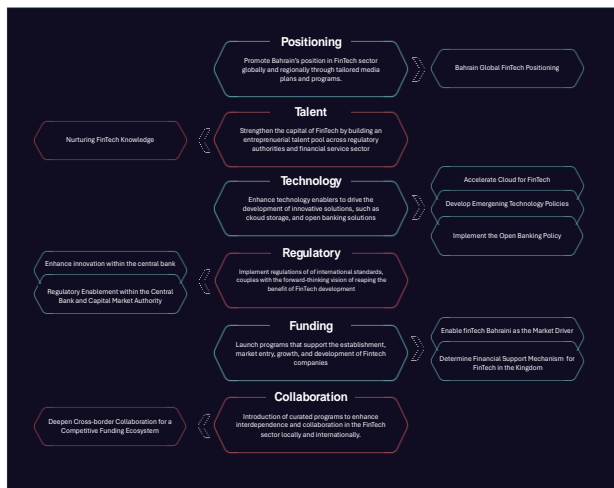 Positioning
Promote Bahrain's position in FinTech sector
globally and regionally through tailored media
plans and programs.
Bahrain Global FinTech Positioning
Talent
Strengthen the capital of FinTech by building an
entreprenuerial talent pool across regulatory
authorities and financial service sector
Nurturing FinTech Knowledge
Technology
Enhance technology enablers to drive the
development of innovative solutions, such as
ckoud storage, and open banking solutions
Accelerate Cloud for FinTech
Develop Emergening Technology Policies
Implement the Open Banking Policy
Regulatory
Implement regulations of of international standards,
couples with the forward-thinking vision of reaping the
benefit of FinTech development
Enhance innovation within the central bank
Regulatory Enablement within the Central
Bank and Capital Market Authority
Funding
Launch programs that support the establishment,
market entry, growth, and development of Fintech
companies
Enable finTech Bahraini as the Market Driver
Determine Financial Support Mechanism for
FinTech in the Kingdom
Collaboration
Introduction of curated programs to enhance
interdependence and collaboration in the FinTech
sector locally and internationally.
Deepen Cross-border Collaboration for a
Competitive Funding Ecosystem